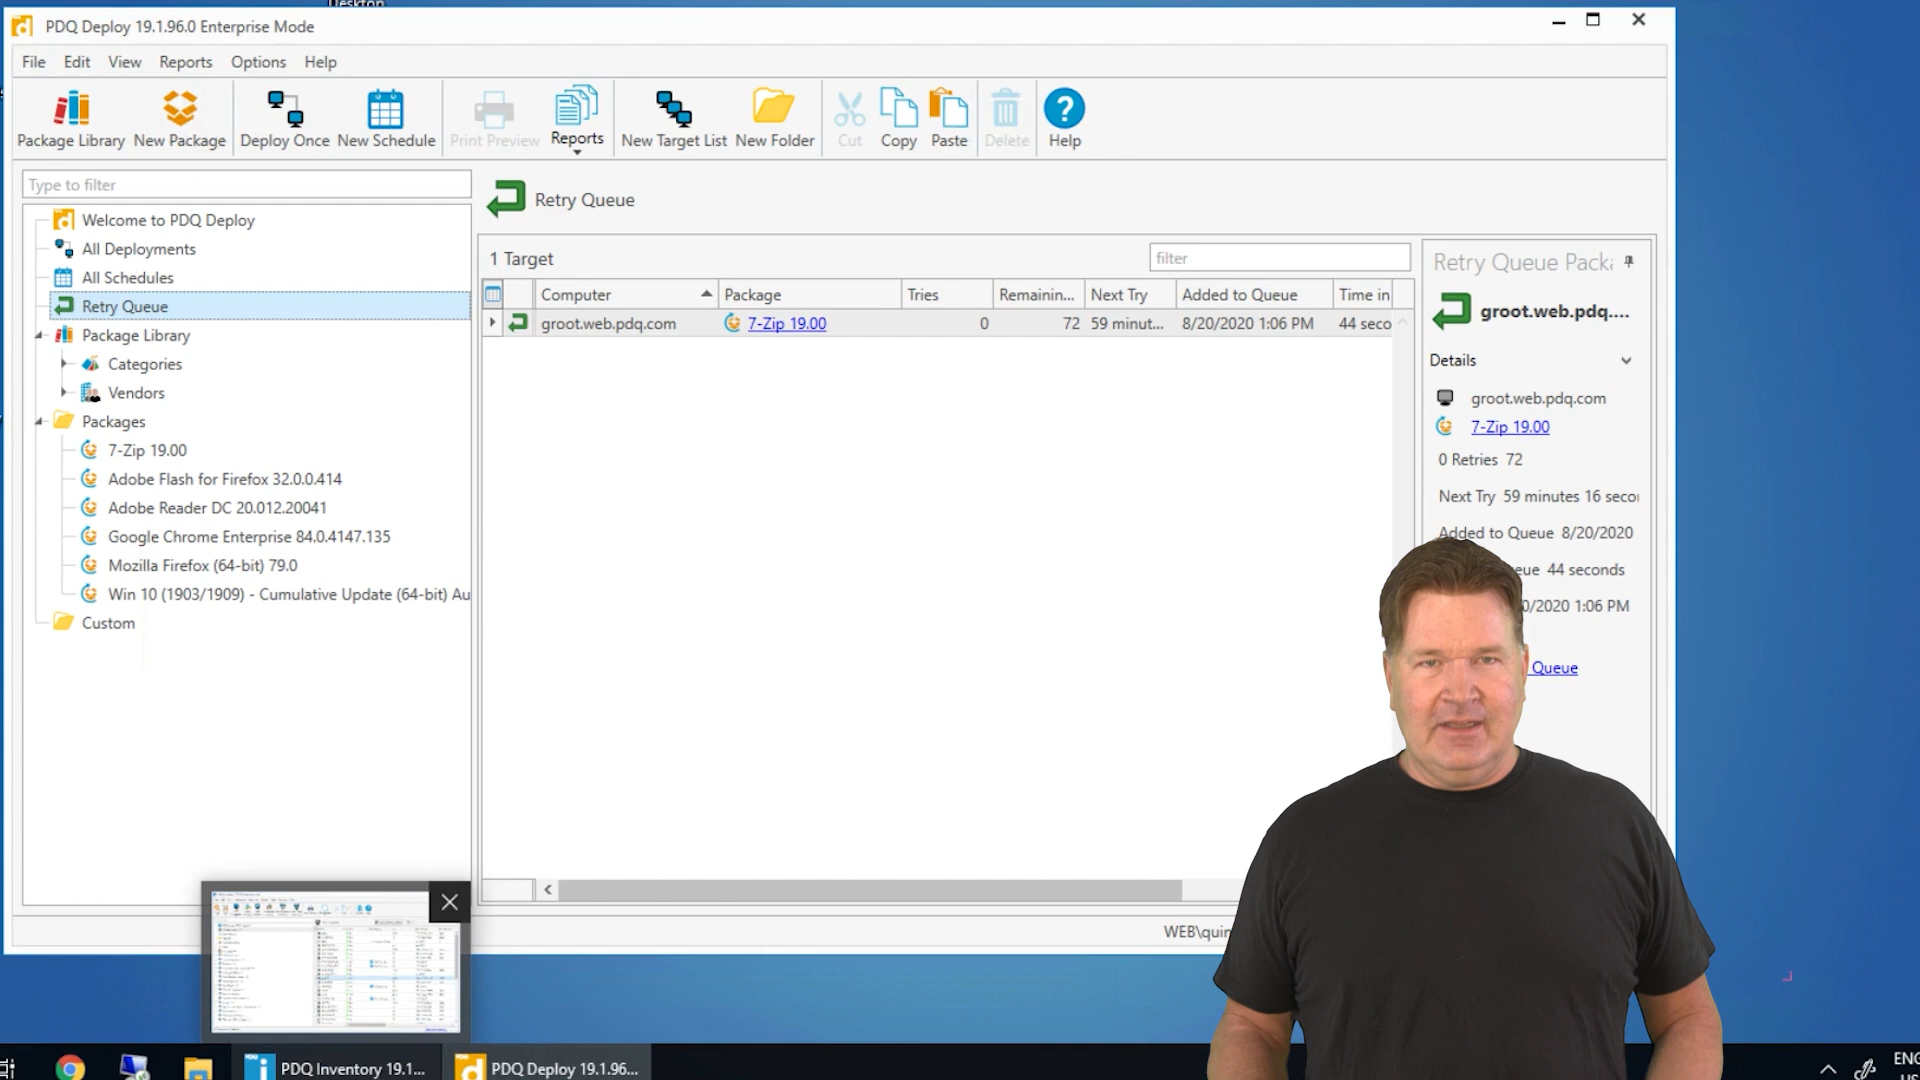 Desktop
PDQ Deploy 19.1.96.0 Enterprise Mode
File Edit View Reports Options Help
Package Library New Package Deploy Once New Schedule Print Preview Reports New Target List New Folder Cut Copy Paste Delete Help
Type to filter
Retry Queue
Welcome to PDQ Deploy
All Deployments
All Schedules
Retry Queue
Package Library
Categories
Vendors
Packages
7-Zip 19.00
Adobe Flash for Firefox 32.0.0.414
Adobe Reader DC 20.012.20041
Google Chrome Enterprise 84.0.4147.135
Mozilla Firefox (64-bit) 79.0
Win 10 (1903/1909) - Cumulative Update (64-bit) Au
Custom
1 Target
filter
Computer Package Tries Remainin... Next Try Added to Queue Time in
groot.web.pdq.com 7-Zip 19.00 0 72 59 minut... 8/20/2020 1:06 PM 44 seco
Retry Queue Packa
groot.web.pdq....
Details
groot.web.pdq.com
7-Zip 19.00
0 Retries 72
Next Try 59 minutes 16 secon
Added to Queue 8/20/2020
eue 44 seconds
0/2020 1:06 PM
Queue
WEB\quin
PDQ Inventory 19.1... PDQ Deploy 19.1.96...
ENG
US